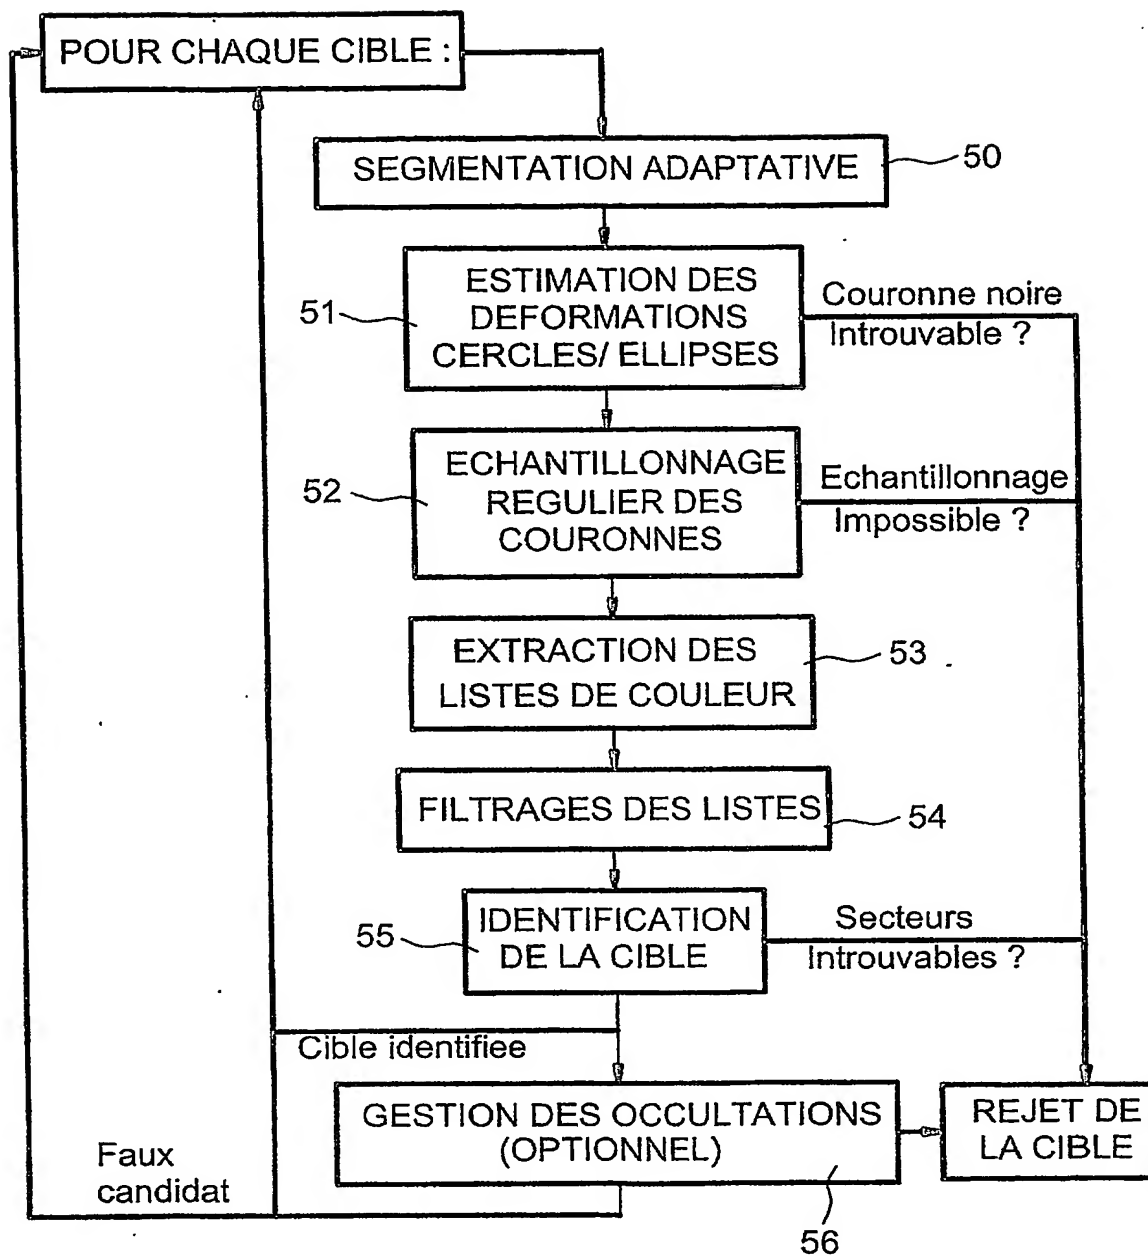 POUR CHAQUE CIBLE :
SEGMENTATION ADAPTATIVE
50
ESTIMATION DES
DEFORMATIONS
CERCLES/ ELLIPSES
51
Couronne noire
Introuvable ?
ECHANTILLONNAGE
REGULIER DES
COURONNES
52
Echantillonnage
Impossible ?
EXTRACTION DES
LISTES DE COULEUR
53
FILTRAGES DES LISTES
54
IDENTIFICATION
DE LA CIBLE
55
Secteurs
Introuvables ?
Cible identifiee
GESTION DES OCCULTATIONS
(OPTIONNEL)
56
REJET DE
LA CIBLE
Faux
candidat